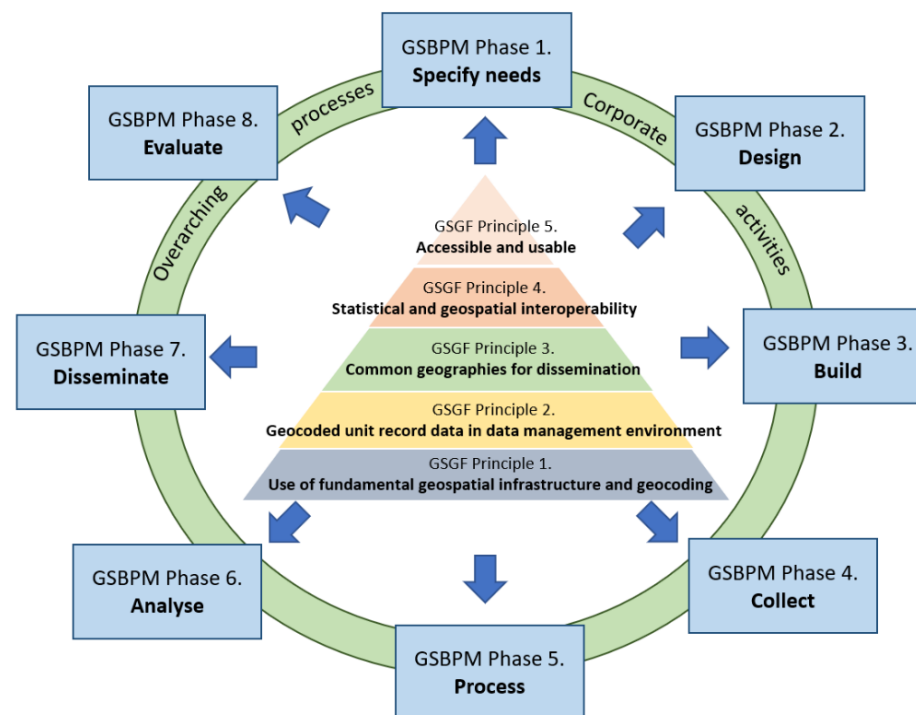 GSBPM Phase 1.
Specify needs
processes
Corporate
GSBPM Phase 8.
Evaluate
GSBPM Phase 2.
Design
Overarching
activities
GSGF Principle 5.
Accessible and usable
GSGF Principle 4.
Statistical and geospatial interoperability
GSBPM Phase 7.
Disseminate
GSGF Principle 3.
Common geographies for dissemination
GSBPM Phase 3.
Build
GSGF Principle 2.
Geocoded unit record data in data management environment
GSGF Principle 1.
Use of fundamental geospatial infrastructure and geocoding
GSBPM Phase 6.
Analyse
GSBPM Phase 4.
Collect
GSBPM Phase 5.
Process